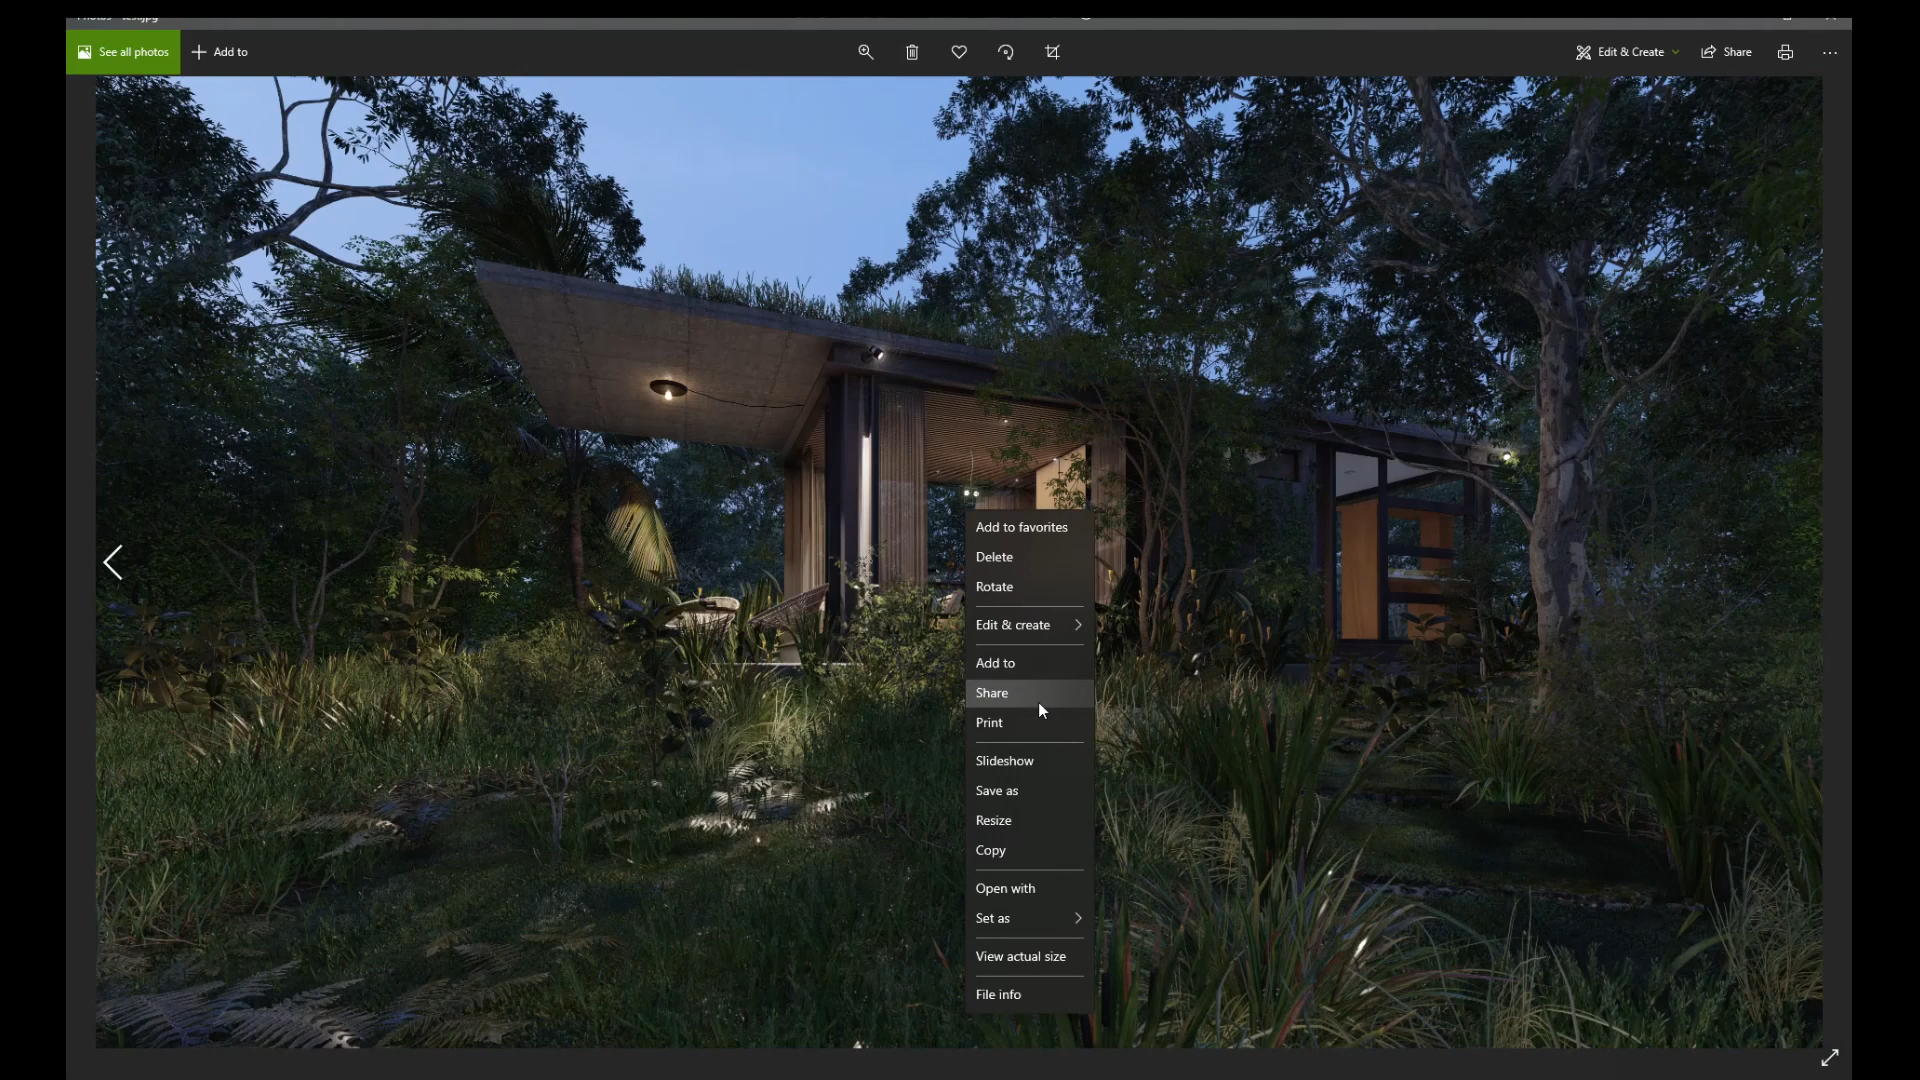 See all photos
Add to
Edit & Create
Share
Add to favorites
Delete
Rotate
Edit & create
Add to
Share
Print
Slideshow
Save as
Resize
Copy
Open with
Set as
View actual size
File info